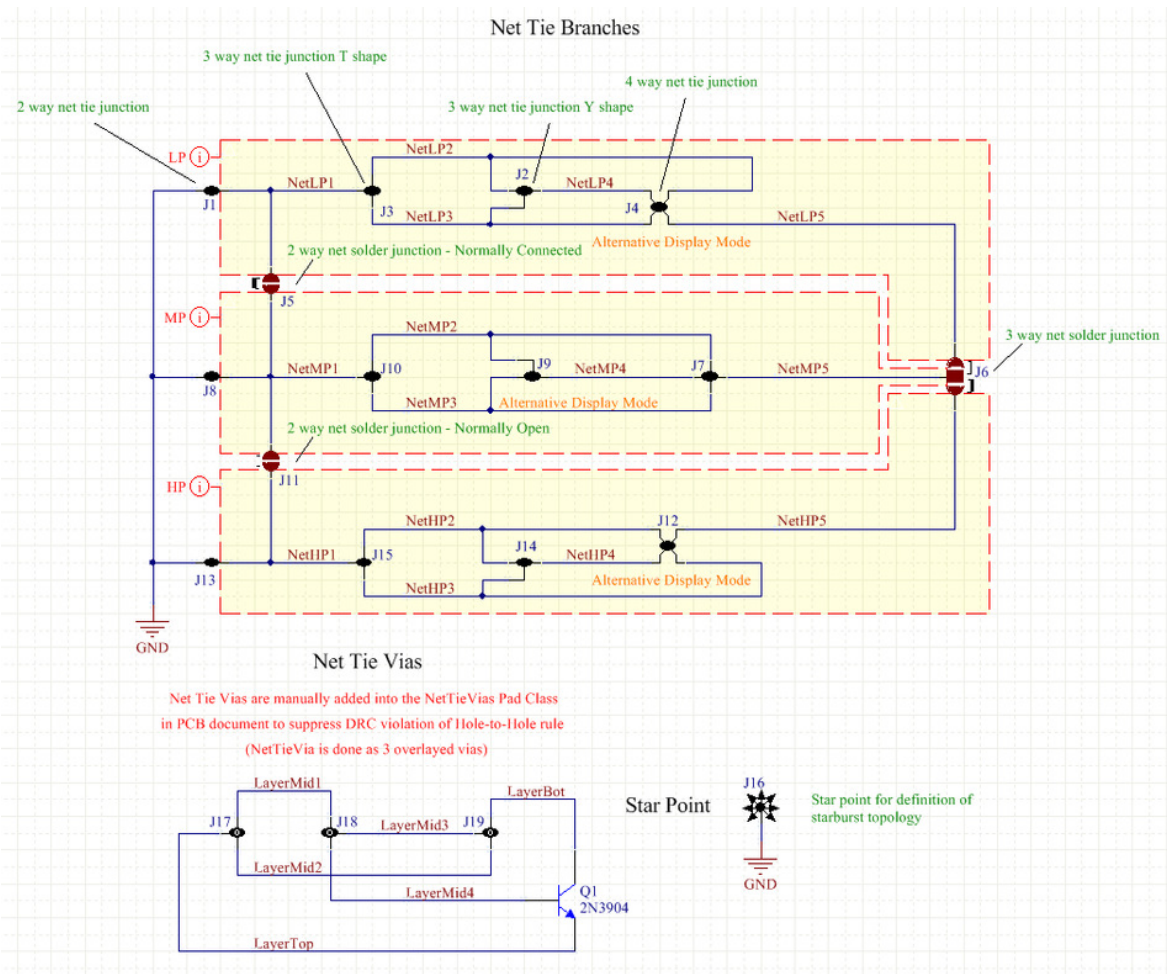 Net Tie Branches
3 way net tie junction T shape
4 way net tie junction
2 way net tie junction
3 way net tie junction Y shape
LP i
NetLP2
J2
NetLP1
NetLP4
J1
J3
J4
NetLP3
NetLP5
Alternative Display Mode
2 way net solder junction - Normally Connected
J5
MP i
NetMP2
3 way net solder junction
J9
J7
NetMP1
J10
NetMP4
NetMP5
J6
J8
NetMP3
Alternative Display Mode
2 way net solder junction - Normally Open
J11
HP i
NetHP2
J12
NetHP5
J14
NetHP1
J15
NetHP4
J13
NetHP3
Alternative Display Mode
GND
Net Tie Vias
Net Tie Vias are manually added into the NetTieVias Pad Class
in PCB document to suppress DRC violation of Hole-to-Hole rule
(NetTieVia is done as 3 overlayed vias)
LayerMid1
LayerBot
J16
Star Point
Star point for definition of
starburst topology
J17
J18
LayerMid3
J19
LayerMid2
GND
LayerMid4
Q1
2N3904
LayerTop